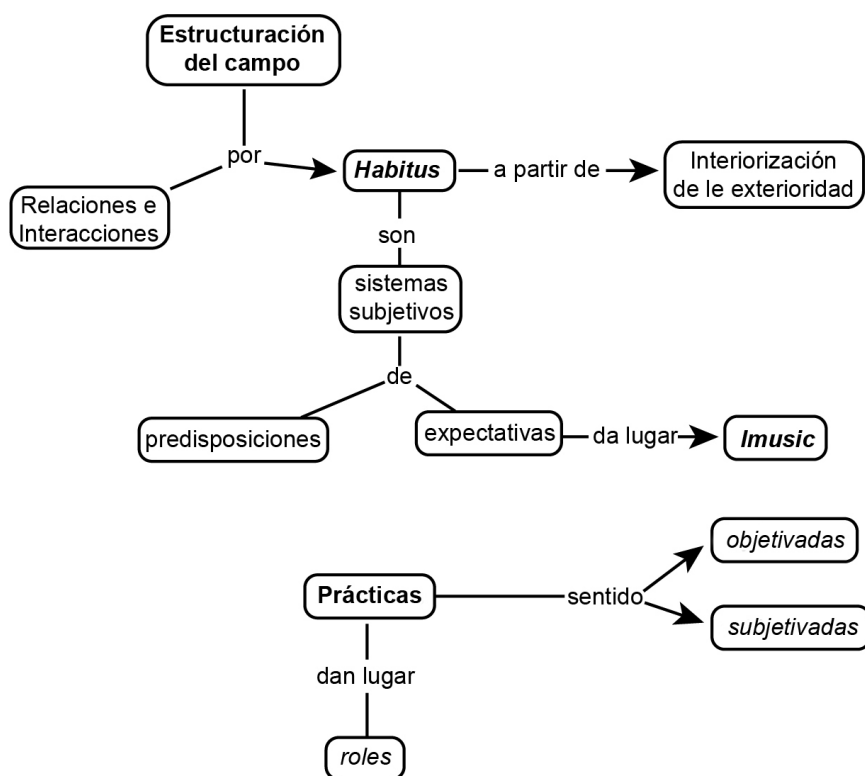 Estructuración
del campo
por
Habitus
a partir de
Interiorización
de le exterioridad
Relaciones e
Interacciones
son
sistemas
subjetivos
de
predisposiciones
expectativas
da lugar
Imusic
objetivadas
Prácticas
sentido
subjetivadas
dan lugar
roles